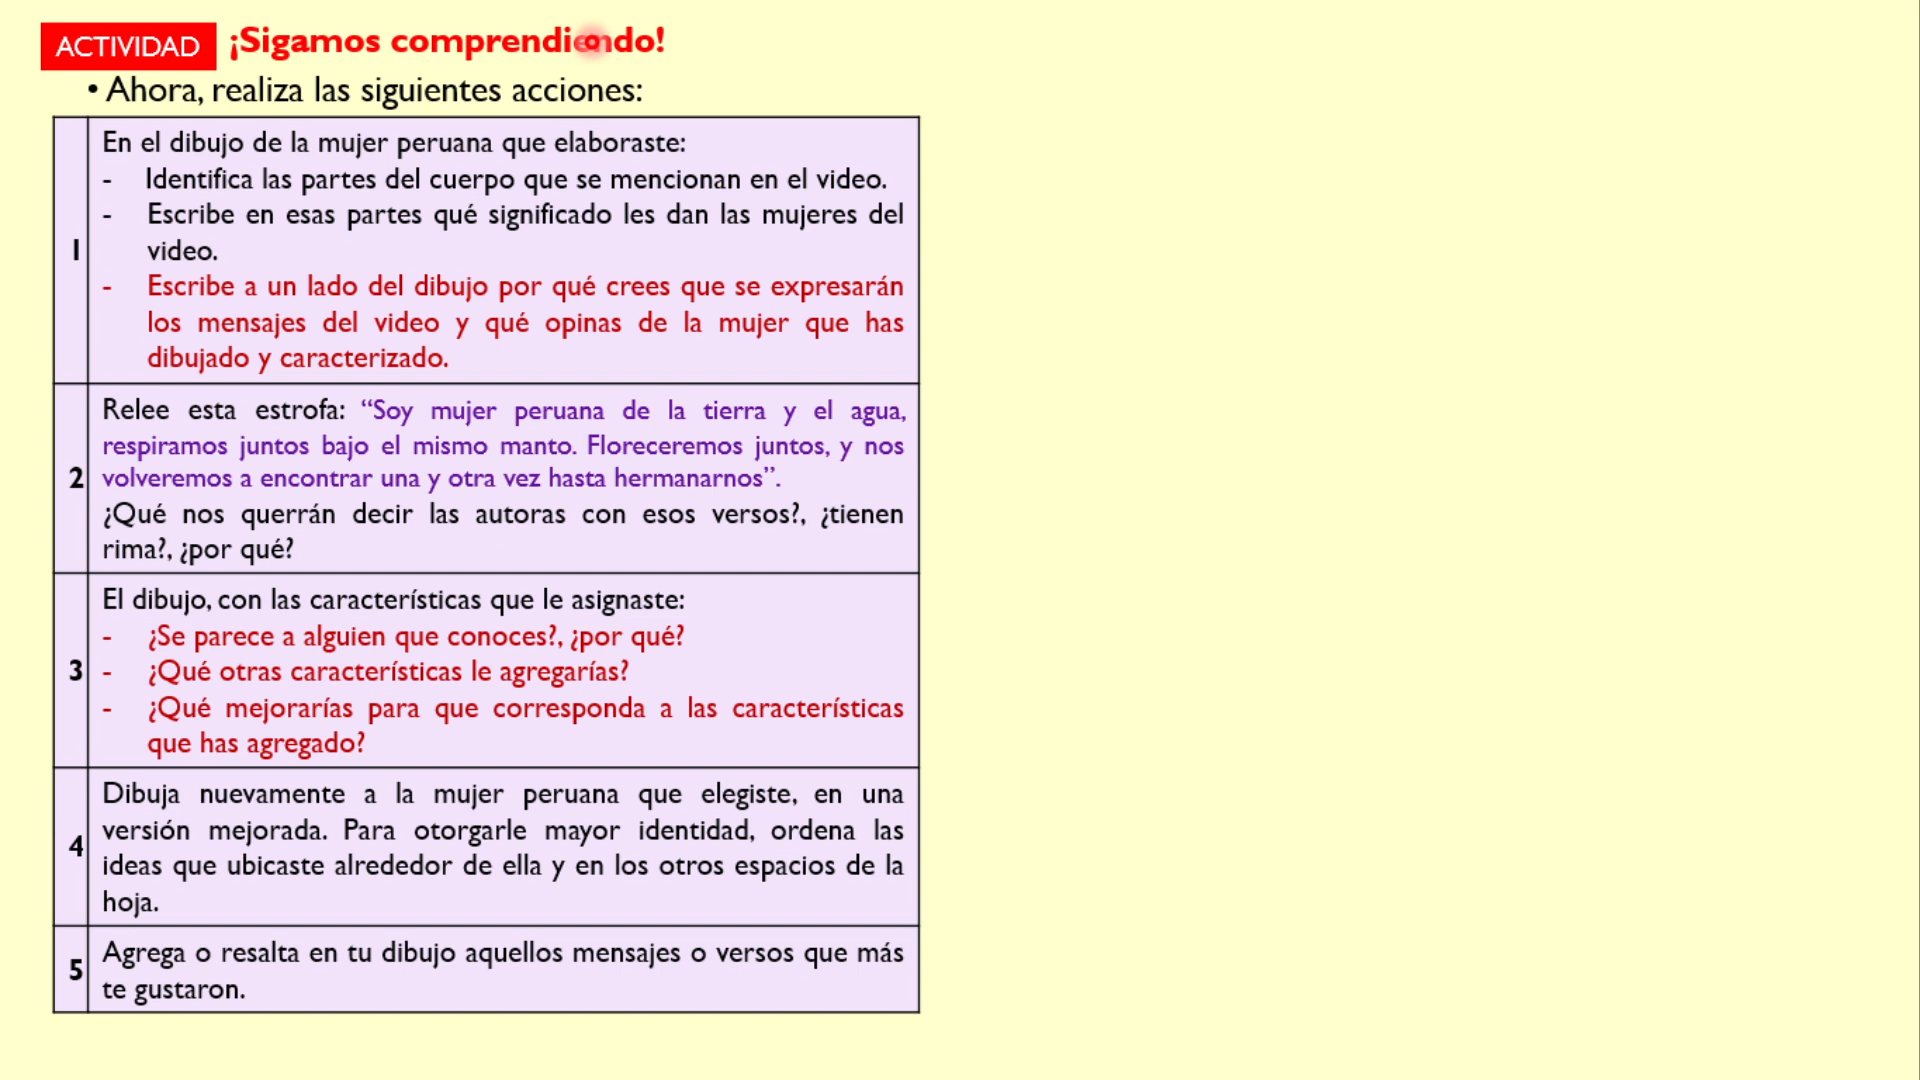 ACTIVIDAD ¡Sigamos comprendiendo!
• Ahora, realiza las siguientes acciones:
1
En el dibujo de la mujer peruana que elaboraste:
- Identifica las partes del cuerpo que se mencionan en el video.
- Escribe en esas partes qué significado les dan las mujeres del
video.
- Escribe a un lado del dibujo por qué crees que se expresarán
los mensajes del video y qué opinas de la mujer que has
dibujado y caracterizado.
2
Relee esta estrofa: “Soy mujer peruana de la tierra y el agua,
respiramos juntos bajo el mismo manto. Floreceremos juntos, y nos
volveremos a encontrar una y otra vez hasta hermanarnos”.
¿Qué nos querrán decir las autoras con esos versos?, ¿tienen
rima?, ¿por qué?
3
El dibujo, con las características que le asignaste:
- ¿Se parece a alguien que conoces?, ¿por qué?
- ¿Qué otras características le agregarías?
- ¿Qué mejorarías para que corresponda a las características
que has agregado?
4
Dibuja nuevamente a la mujer peruana que elegiste, en una
versión mejorada. Para otorgarle mayor identidad, ordena las
ideas que ubicaste alrededor de ella y en los otros espacios de la
hoja.
5
Agrega o resalta en tu dibujo aquellos mensajes o versos que más
te gustaron.